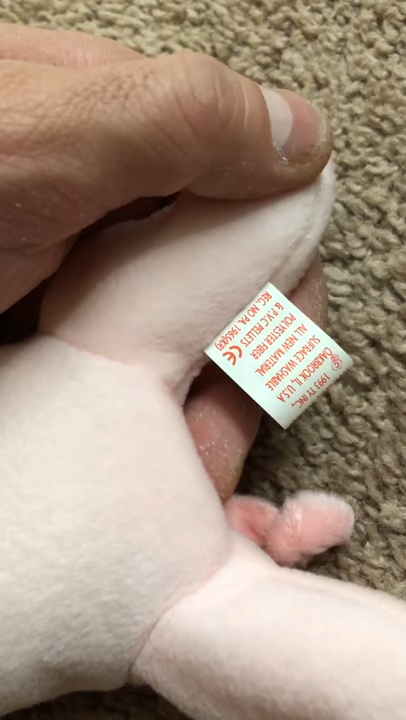 © 1993 TY INC.,
OAKBROOK IL. U.S.A
SURFACE WASHABLE
ALL NEW MATERIAL
POLYESTER FIBER
& P.V.C. PELLETS CE
REG. NO PA. 1965(KR)